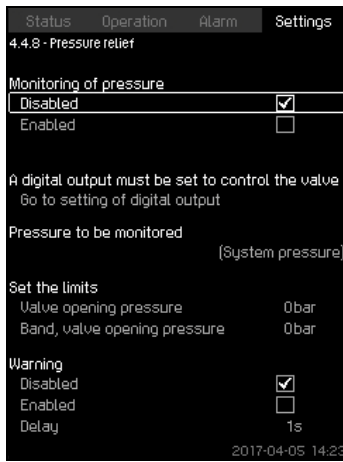 Status Operation Alarm Settings
4.4.8 - Pressure relief
Monitoring of pressure
Disabled
Enabled
A digital output must be set to control the valve
Go to setting of digital output
Pressure to be monitored
(System pressure)
Set the limits
Valve opening pressure 0bar
Band, valve opening pressure 0bar
Warning
Disabled
Enabled
Delay 1s
2017-04-05 14:23